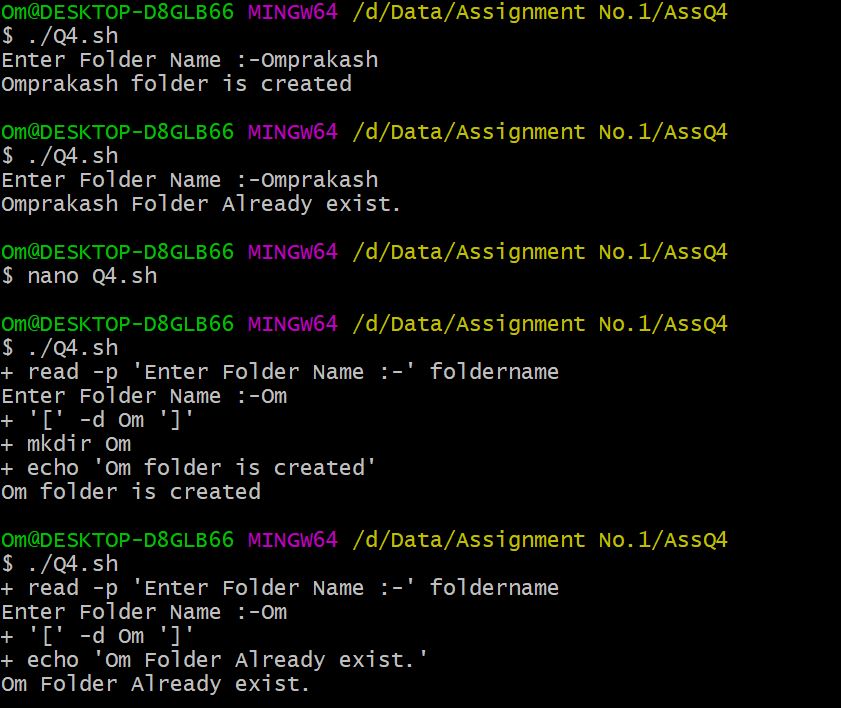 Om@DESKTOP-D8GLB66 MINGW64 /d/Data/Assignment No.1/AssQ4
$ ./Q4.sh
Enter Folder Name :-Omprakash
Omprakash folder is created
Om@DESKTOP-D8GLB66 MINGW64 /d/Data/Assignment No.1/AssQ4
$ ./Q4.sh
Enter Folder Name :-Omprakash
Omprakash Folder Already exist.
Om@DESKTOP-D8GLB66 MINGW64 /d/Data/Assignment No.1/AssQ4
$ nano Q4.sh
Om@DESKTOP-D8GLB66 MINGW64 /d/Data/Assignment No.1/AssQ4
$ ./Q4.sh
+ read -p 'Enter Folder Name :-' foldername
Enter Folder Name :-Om
+ '[' -d Om ']'
+ mkdir Om
+ echo 'Om folder is created'
Om folder is created
Om@DESKTOP-D8GLB66 MINGW64 /d/Data/Assignment No.1/AssQ4
$ ./Q4.sh
+ read -p 'Enter Folder Name :-' foldername
Enter Folder Name :-Om
+ '[' -d Om ']'
+ echo 'Om Folder Already exist.'
Om Folder Already exist.